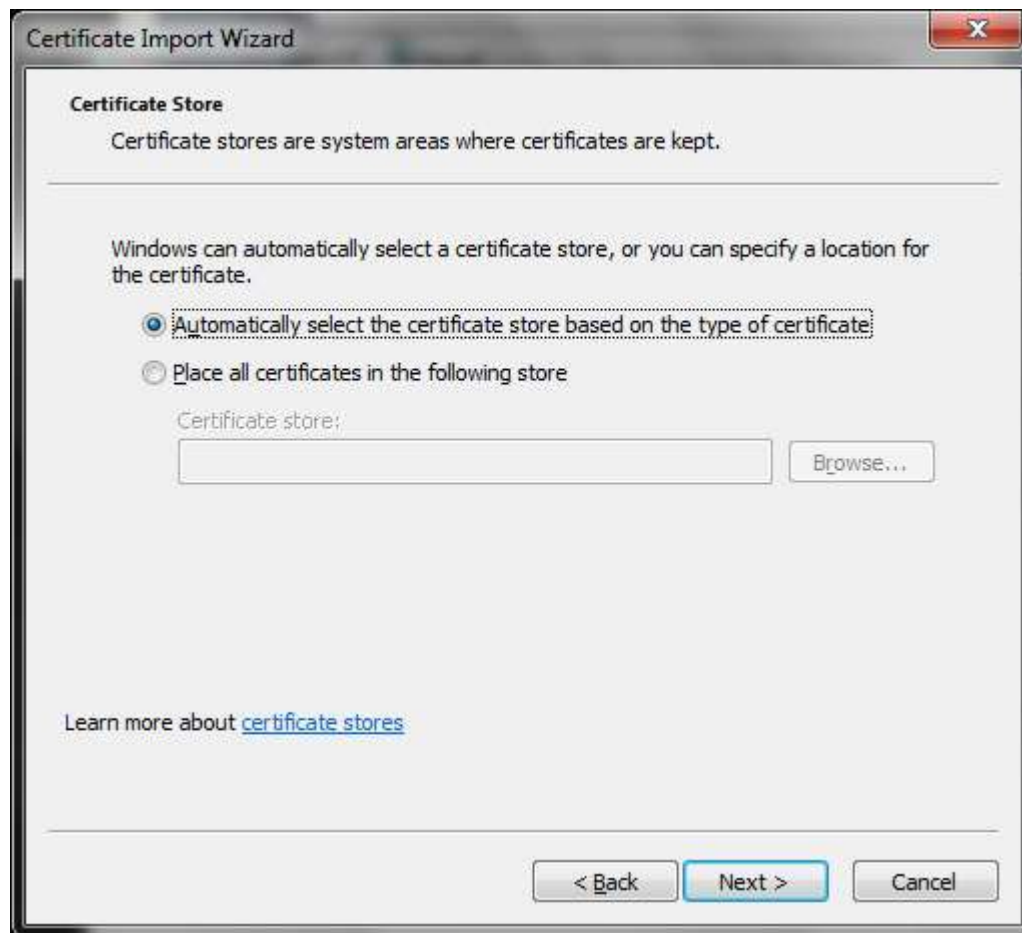 Certificate Import Wizard
Certificate Store
Certificate stores are system areas where certificates are kept.
Windows can automatically select a certificate store, or you can specify a location for
the certificate.
Automatically select the certificate store based on the type of certificate
Place all certificates in the following store
Certificate store:
Browse...
Learn more about certificate stores
< Back
Next >
Cancel